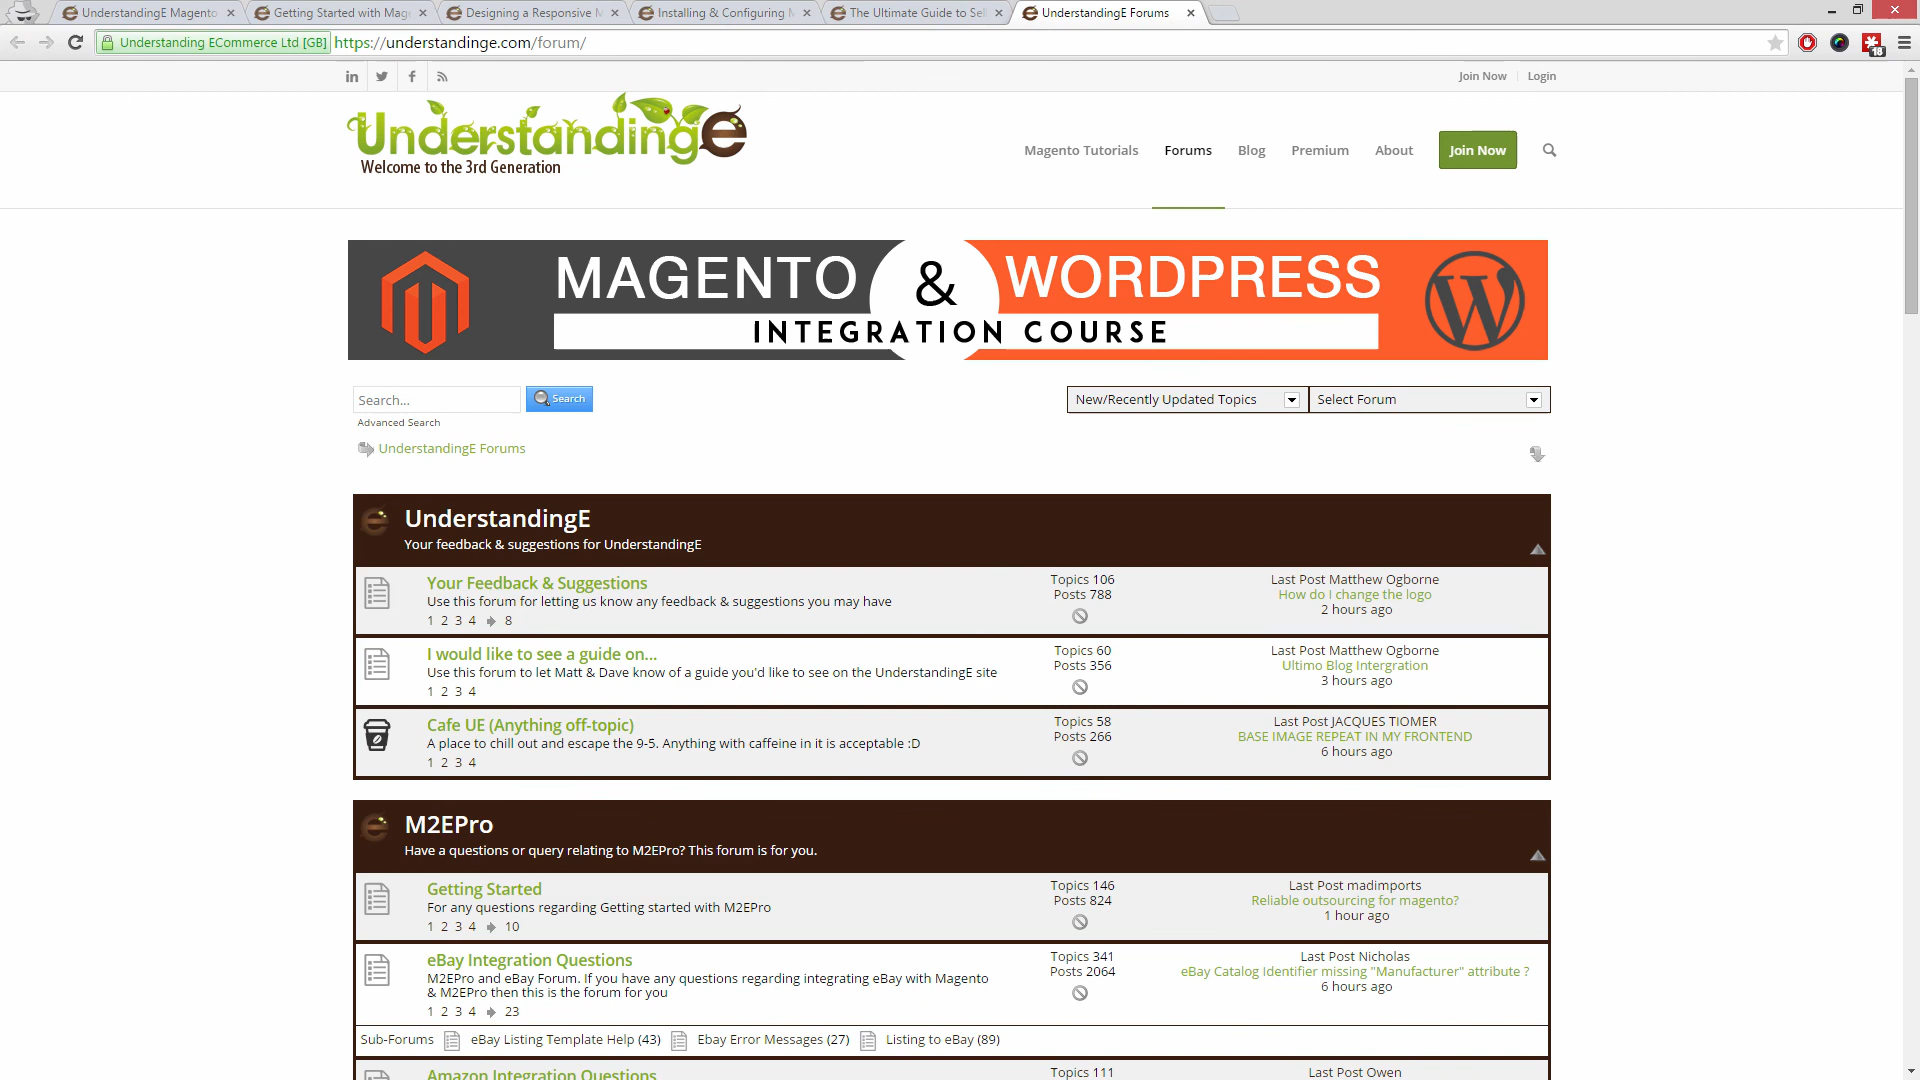 UnderstandingE Magento
Getting Started with Mag
Designing a Responsive M
Installing & Configuring M
The Ultimate Guide to Sel
UnderstandingE Forums
Understanding ECommerce Ltd [GB]
https://understandinge.com/forum/
18
Join Now
Login
UnderstandingE
Welcome to the 3rd Generation
Magento Tutorials
Forums
Blog
Premium
About
Join Now
MAGENTO & WORDPRESS
INTEGRATION COURSE
Search...
Search
New/Recently Updated Topics
Select Forum
Advanced Search
UnderstandingE Forums
UnderstandingE
Your feedback & suggestions for UnderstandingE
Your Feedback & Suggestions
Use this forum for letting us know any feedback & suggestions you may have
1 2 3 4 8
Topics 106
Posts 788
Last Post Matthew Ogborne
How do I change the logo
2 hours ago
I would like to see a guide on...
Use this forum to let Matt & Dave know of a guide you'd like to see on the UnderstandingE site
1 2 3 4
Topics 60
Posts 356
Last Post Matthew Ogborne
Ultimo Blog Intergration
3 hours ago
Cafe UE (Anything off-topic)
A place to chill out and escape the 9-5. Anything with caffeine in it is acceptable :D
1 2 3 4
Topics 58
Posts 266
Last Post JACQUES TIOMER
BASE IMAGE REPEAT IN MY FRONTEND
6 hours ago
M2EPro
Have a questions or query relating to M2EPro? This forum is for you.
Getting Started
For any questions regarding Getting started with M2EPro
1 2 3 4 10
Topics 146
Posts 824
Last Post madimports
Reliable outsourcing for magento?
1 hour ago
eBay Integration Questions
M2EPro and eBay Forum. If you have any questions regarding integrating eBay with Magento
& M2EPro then this is the forum for you
1 2 3 4 23
Topics 341
Posts 2064
Last Post Nicholas
eBay Catalog Identifier missing "Manufacturer" attribute ?
6 hours ago
Sub-Forums
eBay Listing Template Help (43)
Ebay Error Messages (27)
Listing to eBay (89)
Amazon Integration Questions
Topics 111
Last Post Owen